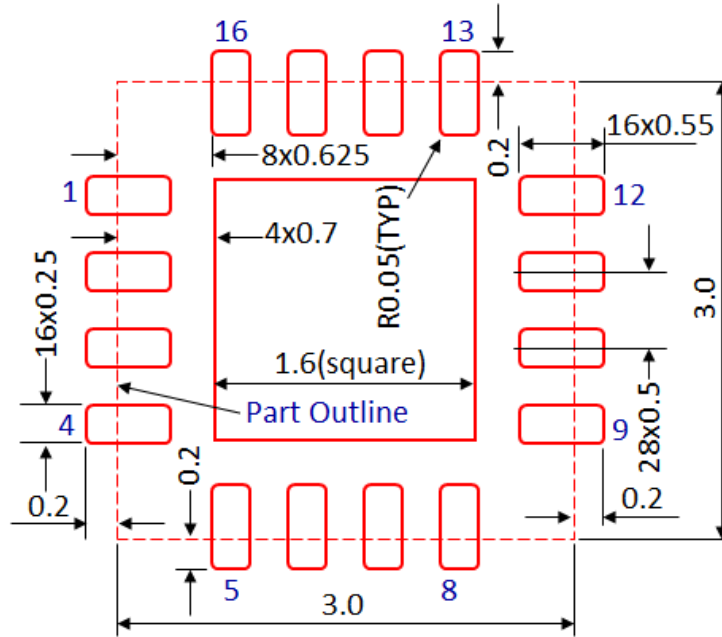 16
13
16x0.55
8x0.625
0.2
1
12
R0.05(TYP)
4x0.7
16x0.25
3.0
1.6(square)
Part Outline
4
9
28x0.5
0.2
0.2
0.2
5
8
3.0